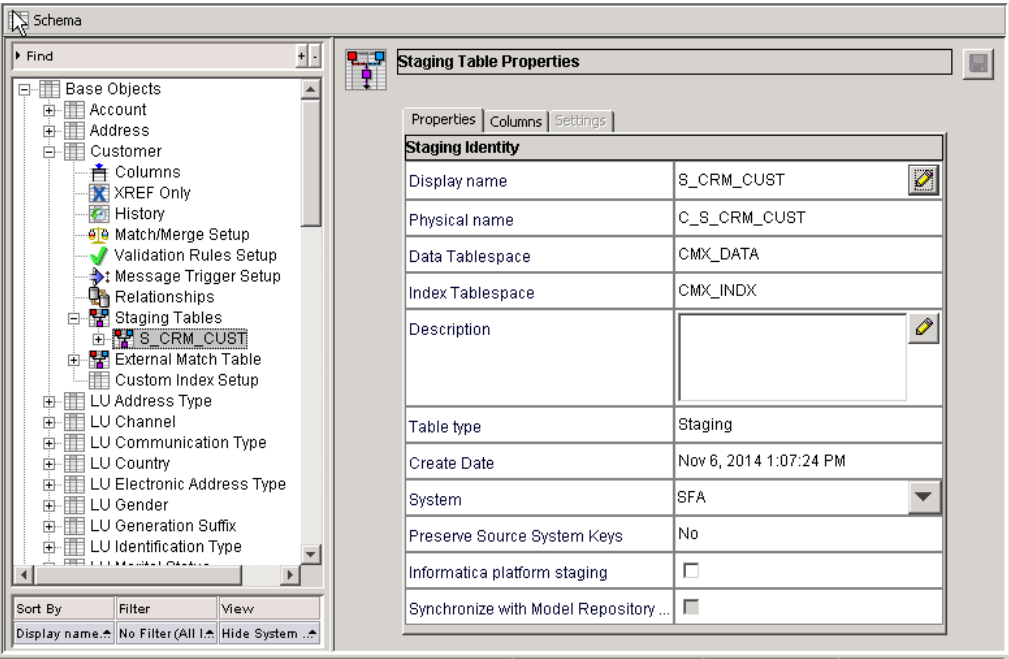 Schema
Find
+ -
Base Objects
Account
Address
Customer
Columns
XREF Only
History
Match/Merge Setup
Validation Rules Setup
Message Trigger Setup
Relationships
Staging Tables
S_CRM_CUST
External Match Table
Custom Index Setup
LU Address Type
LU Channel
LU Communication Type
LU Country
LU Electronic Address Type
LU Gender
LU Generation Suffix
LU Identification Type
LU Marital Status
Sort By Filter View
Display name... No Filter (All I... Hide System ...
Staging Table Properties
Properties Columns Settings
Staging Identity
Display name S_CRM_CUST
Physical name C_S_CRM_CUST
Data Tablespace CMX_DATA
Index Tablespace CMX_INDX
Description
Table type Staging
Create Date Nov 6, 2014 1:07:24 PM
System SFA
Preserve Source System Keys No
Informatica platform staging
Synchronize with Model Repository ...